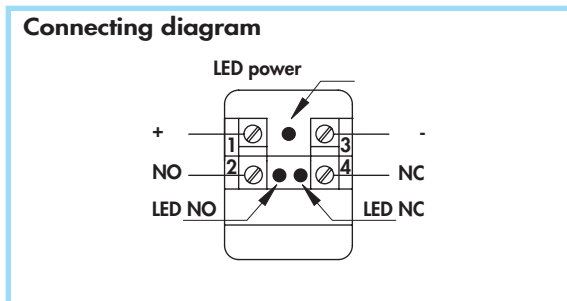 Connecting diagram
LED power
+ 1 3 -
NO 2 4 NC
LED NO LED NC